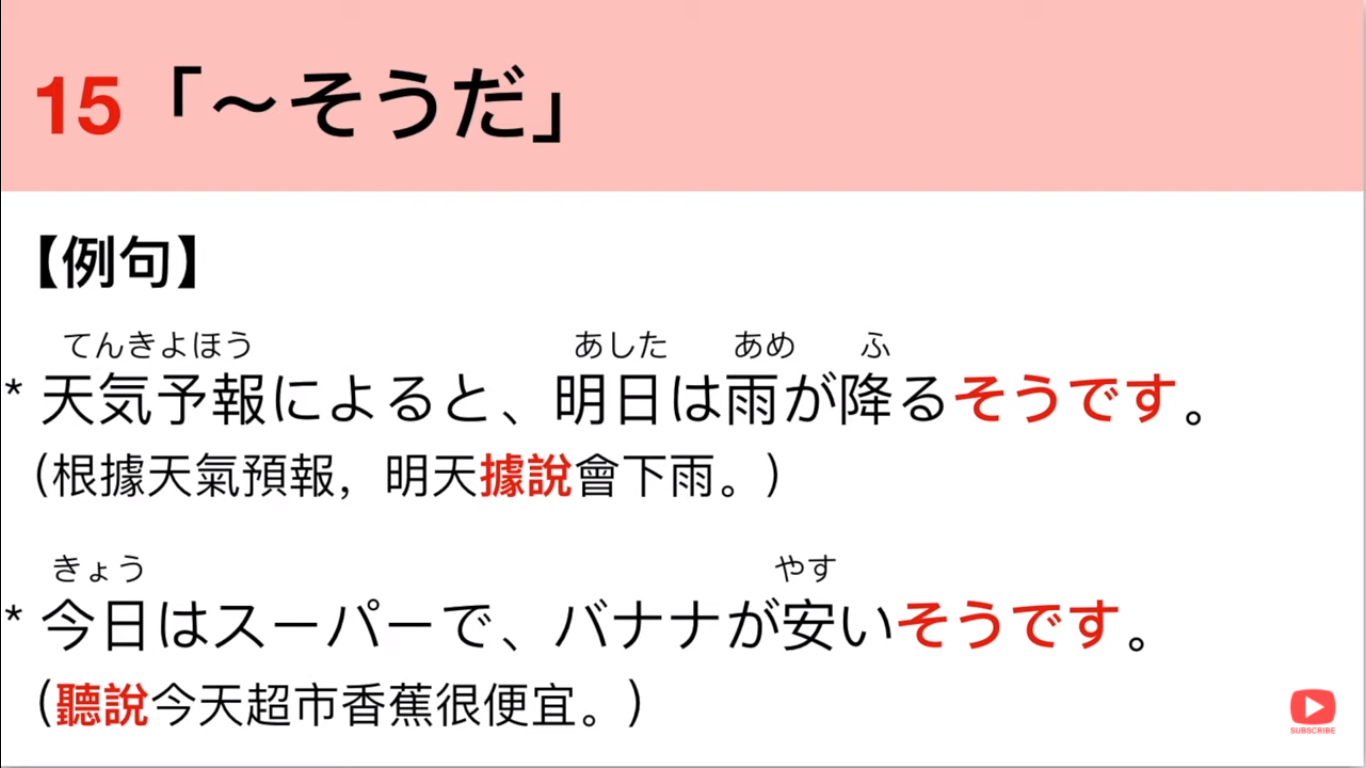 15「～そうだ」
【例句】
てんきよほう あした あめ ふ
* 天気予報によると、明日は雨が降るそうです。
（根據天氣預報，明天據說會下雨。）
きょう やす
* 今日はスーパーで、バナナが安いそうです。
（聽說今天超市香蕉很便宜。）
SUBSCRIBE